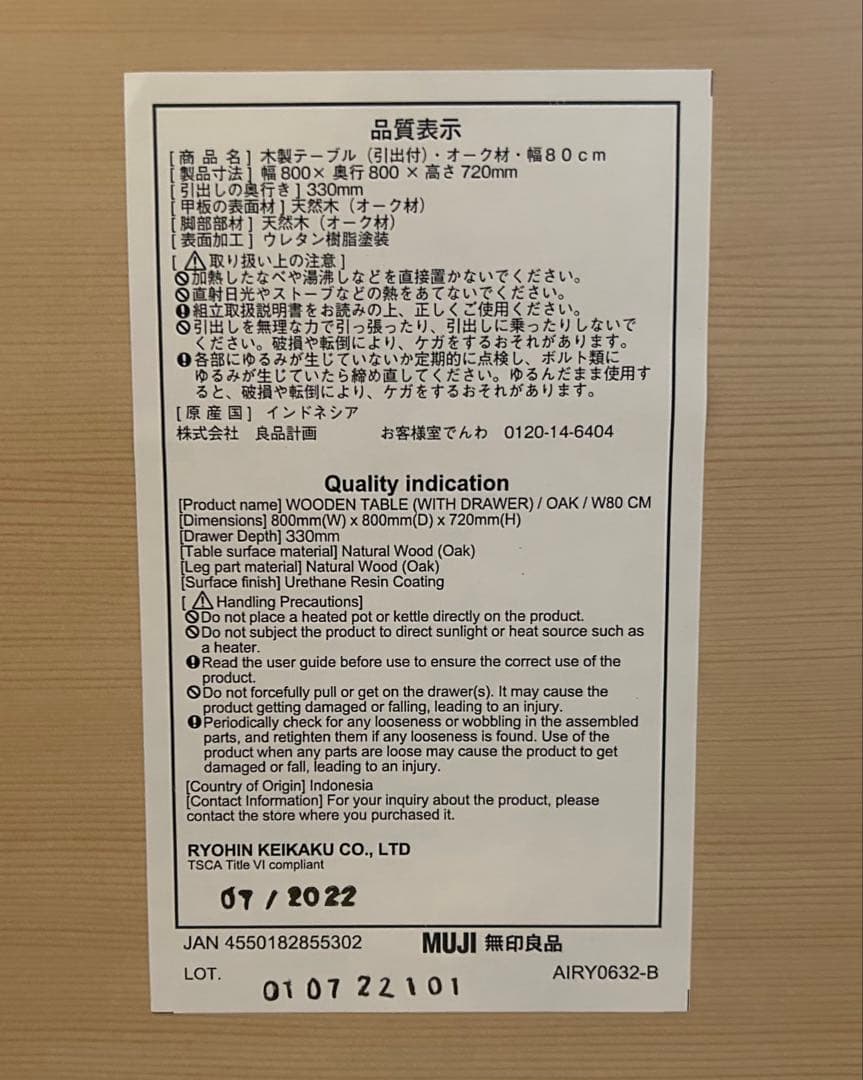 品質表示
[ 商 品 名 ] 木製テーブル（引出付）・オーク材・幅８０ｃｍ
[ 製品寸法 ] 幅 800× 奥行 800 × 高さ 720mm
[ 引出しの奥行き ] 330mm
[ 甲板の表面材 ] 天然木（オーク材）
[ 脚部部材 ] 天然木（オーク材）
[ 表面加工 ] ウレタン樹脂塗装
[ ⚠ 取り扱い上の注意 ]
🚫加熱したなべや湯沸しなどを直接置かないでください。
🚫直射日光やストーブなどの熱をあてないでください。
❗組立取扱説明書をお読みの上、正しくご使用ください。
🚫引出しを無理な力で引っ張ったり、引出しに乗ったりしないで
ください。破損や転倒により、ケガをするおそれがあります。
❗各部にゆるみが生じていないか定期的に点検し、ボルト類に
ゆるみが生じていたら締め直してください。ゆるんだまま使用す
ると、破損や転倒により、ケガをするおそれがあります。
[ 原 産 国 ] インドネシア
株式会社 良品計画 お客様室でんわ 0120-14-6404
Quality indication
[Product name] WOODEN TABLE (WITH DRAWER) / OAK / W80 CM
[Dimensions] 800mm(W) x 800mm(D) x 720mm(H)
[Drawer Depth] 330mm
[Table surface material] Natural Wood (Oak)
[Leg part material] Natural Wood (Oak)
[Surface finish] Urethane Resin Coating
[ ⚠ Handling Precautions]
🚫Do not place a heated pot or kettle directly on the product.
🚫Do not subject the product to direct sunlight or heat source such as
a heater.
❗Read the user guide before use to ensure the correct use of the
product.
🚫Do not forcefully pull or get on the drawer(s). It may cause the
product getting damaged or falling, leading to an injury.
❗Periodically check for any looseness or wobbling in the assembled
parts, and retighten them if any looseness is found. Use of the
product when any parts are loose may cause the product to get
damaged or fall, leading to an injury.
[Country of Origin] Indonesia
[Contact Information] For your inquiry about the product, please
contact the store where you purchased it.
RYOHIN KEIKAKU CO., LTD
TSCA Title VI compliant
07 / 2022
JAN 4550182855302 MUJI 無印良品
LOT. 01 07 22 101 AIRY0632-B